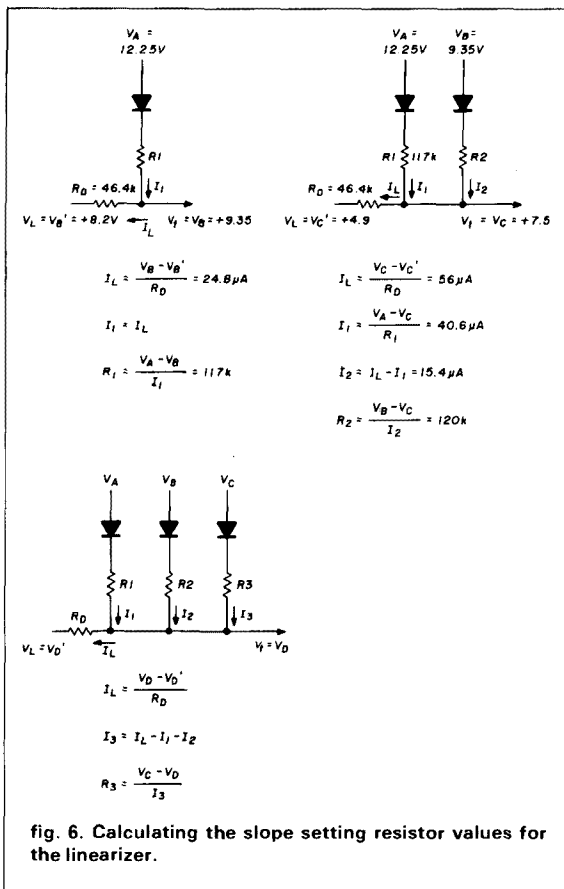 VA =
12.25V
R1
RD = 46.4k
I1
VL = VB' = +8.2V
IL
Vt = VB = +9.35
IL = (VB - VB') / RD = 24.8µA
I1 = IL
R1 = (VA - VB) / I1 = 117k
VA =
12.25V
VB =
9.35V
R1
117k
R2
RD = 46.4k
IL
I1
I2
VL = VC' = +4.9
Vt = VC = +7.5
IL = (VC - VC') / RD = 56µA
I1 = (VA - VC) / R1 = 40.6µA
I2 = IL - I1 = 15.4µA
R2 = (VB - VC) / I2 = 120k
VA
VB
VC
R1
R2
R3
RD
I1
I2
I3
VL = VD'
IL
Vt = VD
IL = (VD - VD') / RD
I3 = IL - I1 - I2
R3 = (VC - VD) / I3
fig. 6. Calculating the slope setting resistor values for
the linearizer.